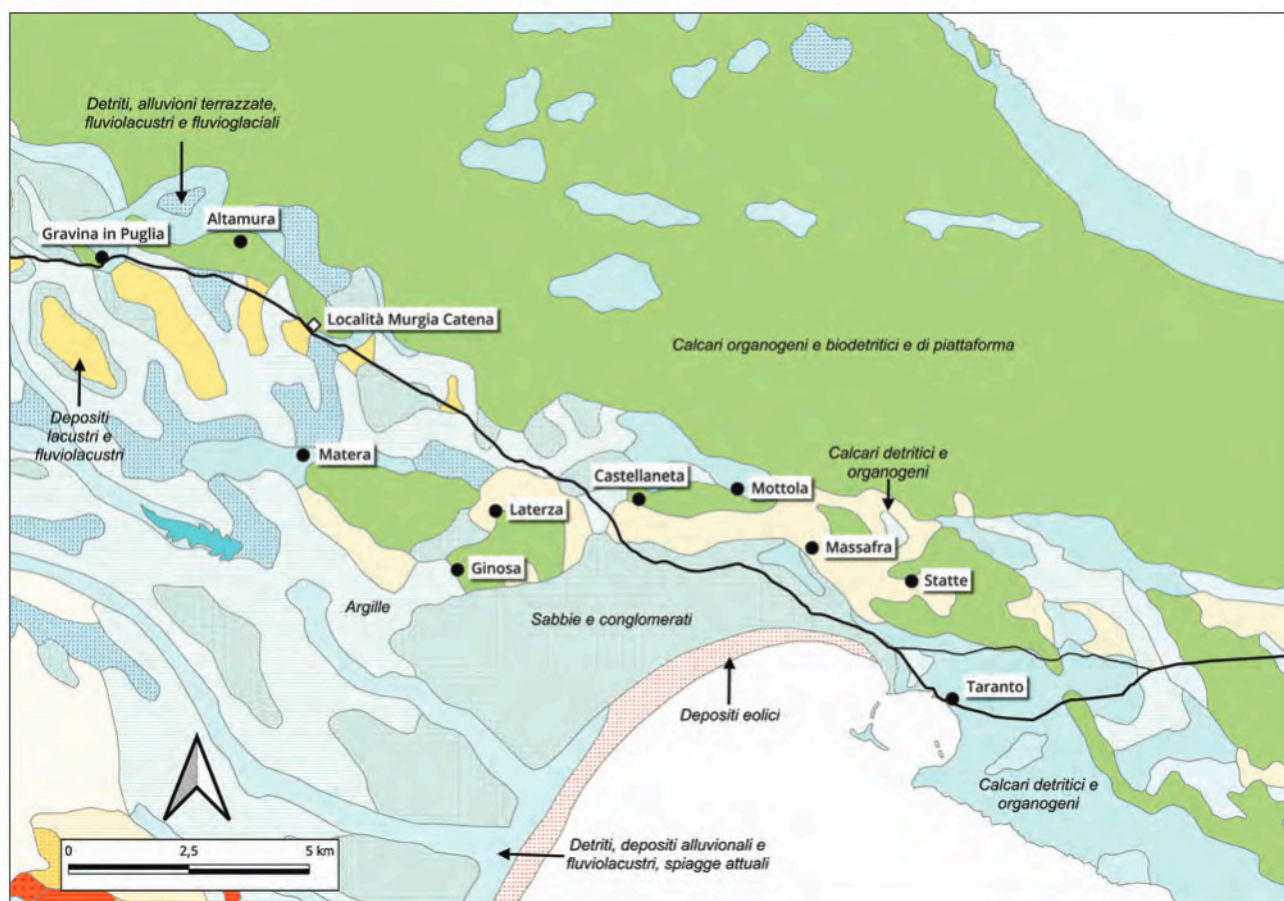 Detriti, alluvioni terrazzate,
fluviolacustri e fluvioglaciali
Altamura
Gravina in Puglia
Località Murgia Catena
Calcari organogeni e biodetritici e di piattaforma
Depositi
lacustri e
fluviolacustri
Matera
Calcari detritici e
organogeni
Castellaneta
Mottola
Laterza
Massafra
Ginosa
Statte
Argille
Sabbie e conglomerati
Taranto
Depositi eolici
Calcari detritici e
organogeni
Detriti, depositi alluvionali e
fluviolacustri, spiagge attuali
0 2,5 5 km